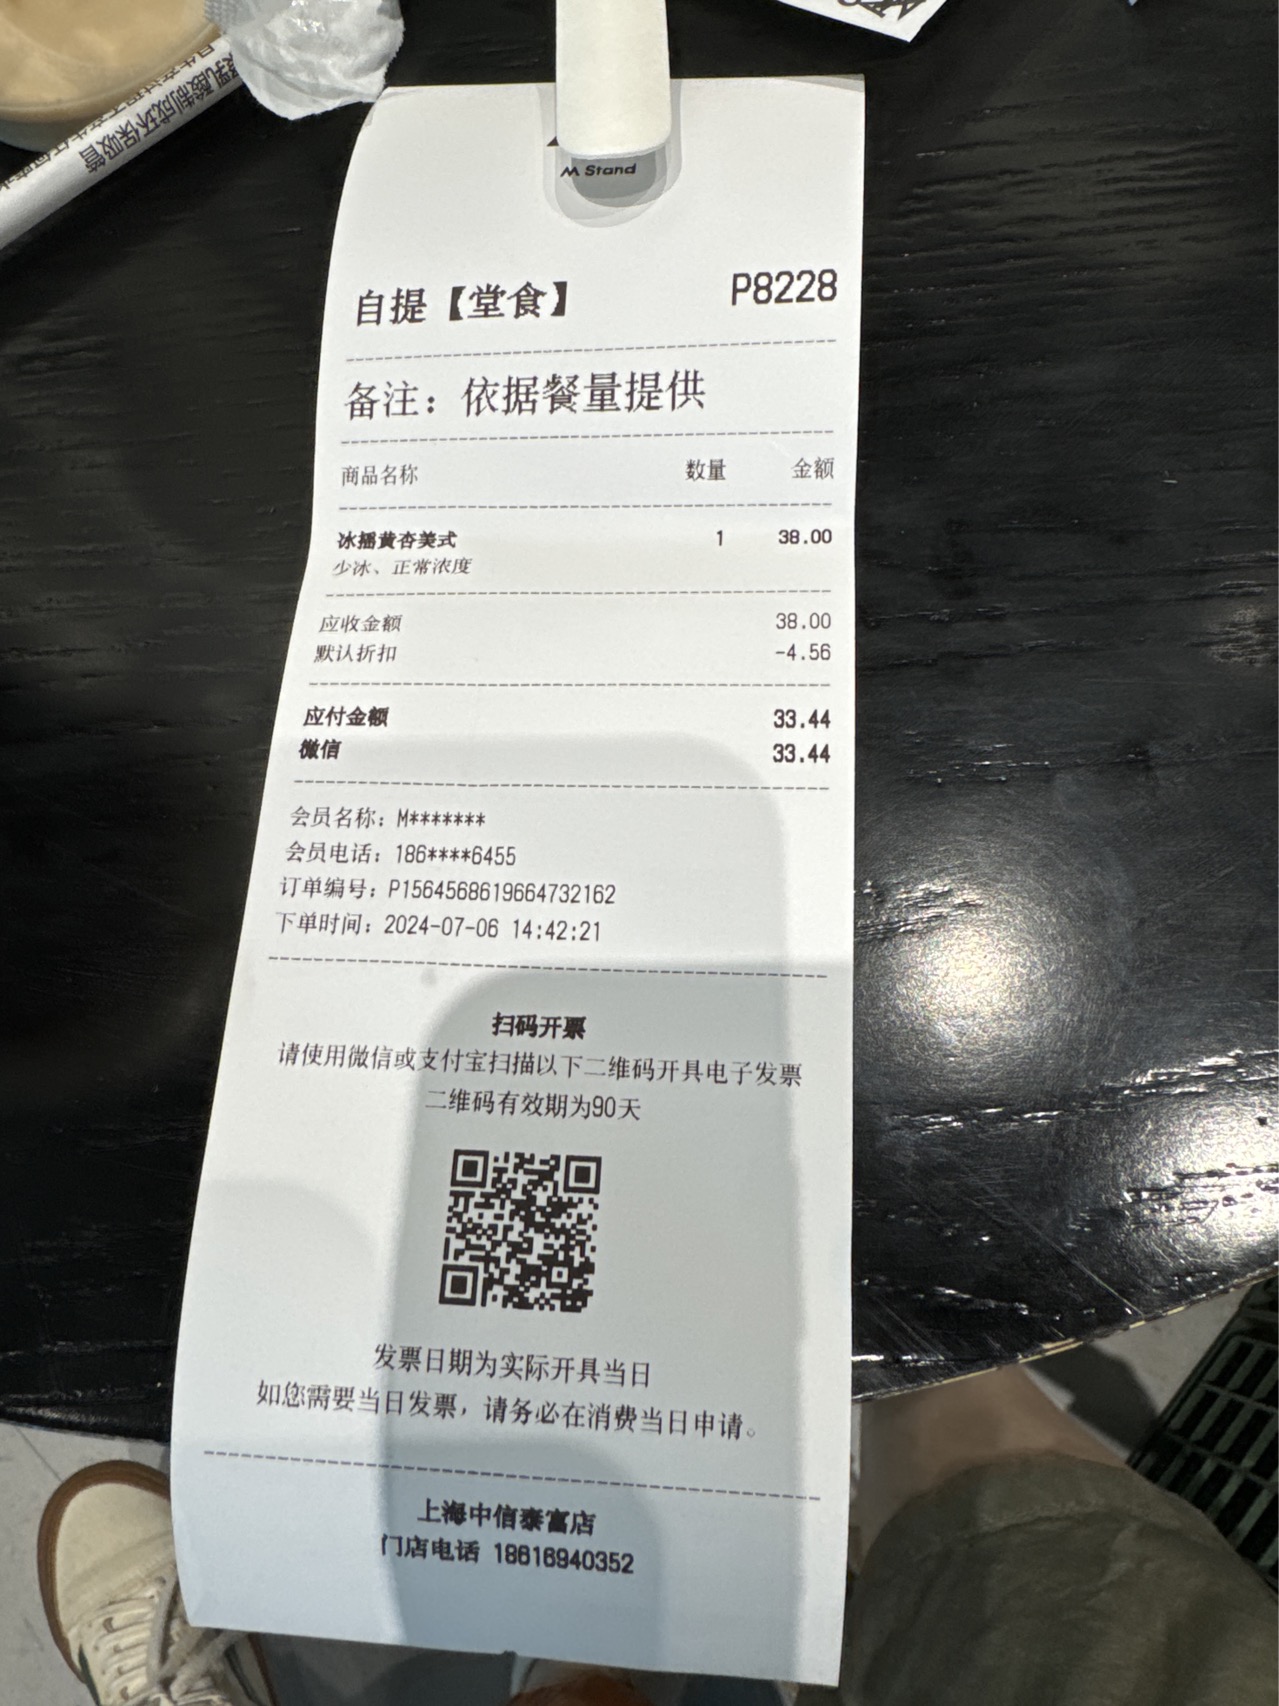 M Stand
自提【堂食】 P8228
备注：依据餐量提供
商品名称 数量 金额
冰摇黄杏美式 1 38.00
少冰、正常浓度
应收金额 38.00
默认折扣 -4.56
应付金额 33.44
微信 33.44
会员名称：M*******
会员电话：186****6455
订单编号：P1564568619664732162
下单时间：2024-07-06 14:42:21
扫码开票
请使用微信或支付宝扫描以下二维码开具电子发票
二维码有效期为90天
发票日期为实际开具当日
如您需要当日发票，请务必在消费当日申请。
上海中信泰富店
门店电话 18616940352
乳酸制成环保吸管